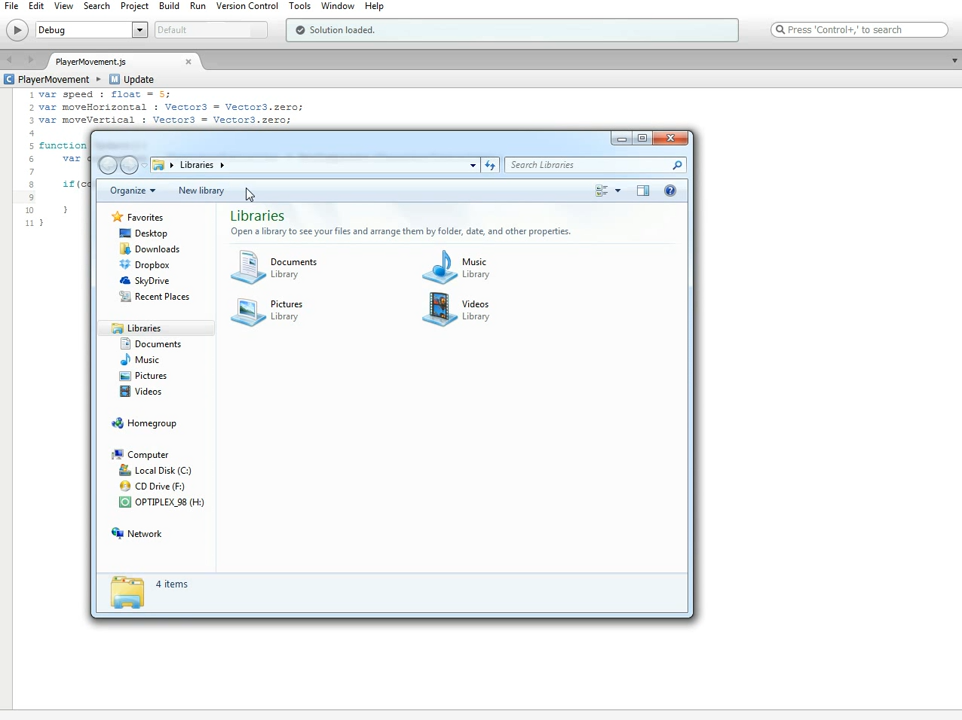 File Edit View Search Project Build Run Version Control Tools Window Help
Debug Default Solution loaded. Press 'Control+,' to search
PlayerMovement.js
PlayerMovement Update
1 var speed : float = 5;
2 var moveHorizontal : Vector3 = Vector3.zero;
3 var moveVertical : Vector3 = Vector3.zero;
4
5 function
6 var
7
8 if(co
9
10 }
11 }
Libraries Search Libraries
Organize New library
Favorites
Desktop
Downloads
Dropbox
SkyDrive
Recent Places
Libraries
Documents
Music
Pictures
Videos
Homegroup
Computer
Local Disk (C:)
CD Drive (F:)
OPTIPLEX_98 (H:)
Network
Libraries
Open a library to see your files and arrange them by folder, date, and other properties.
Documents
Library
Music
Library
Pictures
Library
Videos
Library
4 items